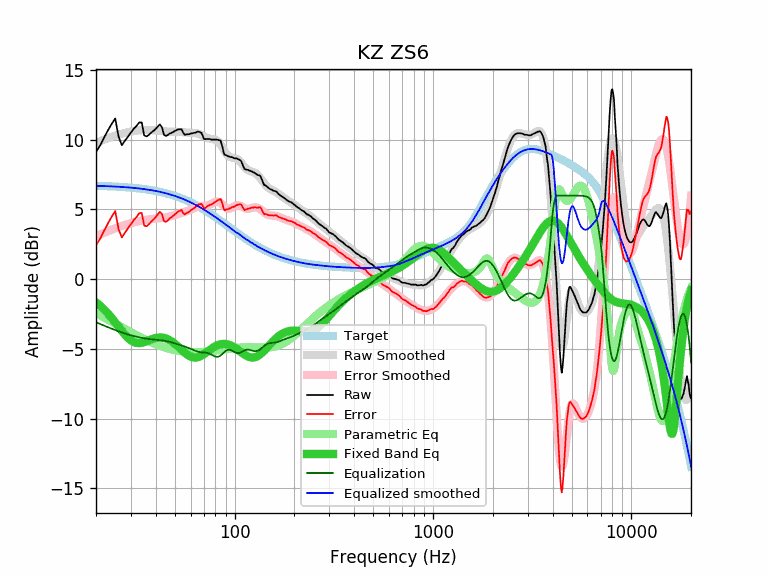 KZ ZS6
15
10
5
0
−5
−10
−15
Amplitude (dBr)
Target
Raw Smoothed
Error Smoothed
Raw
Error
Parametric Eq
Fixed Band Eq
Equalization
Equalized smoothed
100 1000 10000
Frequency (Hz)